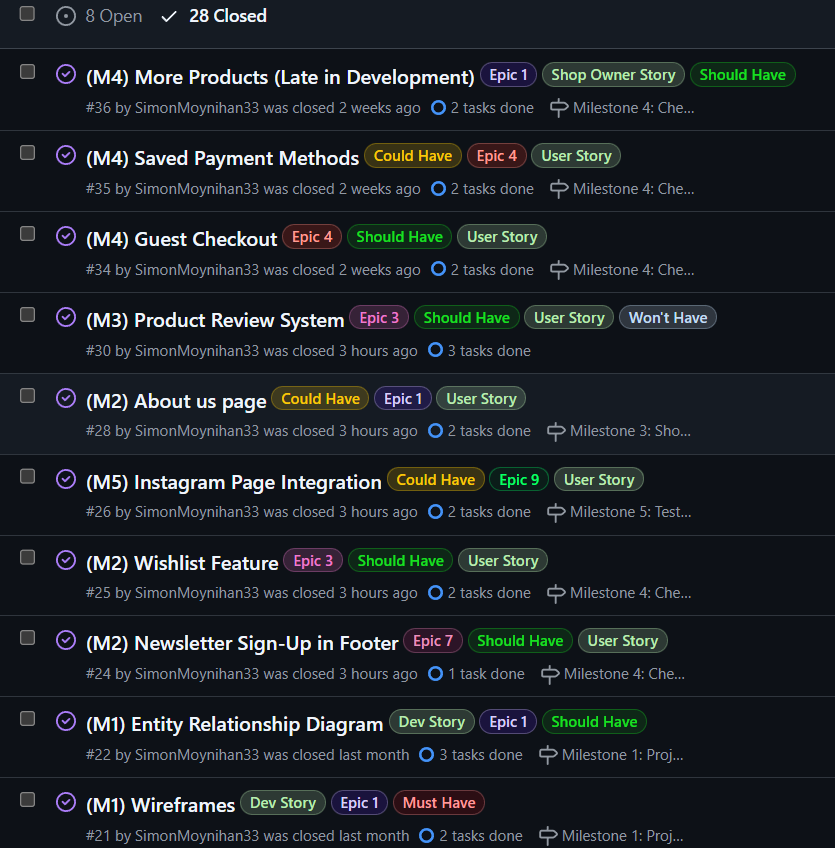 8 Open 28 Closed
(M4) More Products (Late in Development) Epic 1 Shop Owner Story Should Have
#36 by SimonMoynihan33 was closed 2 weeks ago 2 tasks done Milestone 4: Che...
(M4) Saved Payment Methods Could Have Epic 4 User Story
#35 by SimonMoynihan33 was closed 2 weeks ago 2 tasks done Milestone 4: Che...
(M4) Guest Checkout Epic 4 Should Have User Story
#34 by SimonMoynihan33 was closed 2 weeks ago 2 tasks done Milestone 4: Che...
(M3) Product Review System Epic 3 Should Have User Story Won't Have
#30 by SimonMoynihan33 was closed 3 hours ago 3 tasks done
(M2) About us page Could Have Epic 1 User Story
#28 by SimonMoynihan33 was closed 3 hours ago 2 tasks done Milestone 3: Sho...
(M5) Instagram Page Integration Could Have Epic 9 User Story
#26 by SimonMoynihan33 was closed 3 hours ago 2 tasks done Milestone 5: Test...
(M2) Wishlist Feature Epic 3 Should Have User Story
#25 by SimonMoynihan33 was closed 3 hours ago 2 tasks done Milestone 4: Che...
(M2) Newsletter Sign-Up in Footer Epic 7 Should Have User Story
#24 by SimonMoynihan33 was closed 3 hours ago 1 task done Milestone 4: Che...
(M1) Entity Relationship Diagram Dev Story Epic 1 Should Have
#22 by SimonMoynihan33 was closed last month 3 tasks done Milestone 1: Proj...
(M1) Wireframes Dev Story Epic 1 Must Have
#21 by SimonMoynihan33 was closed last month 2 tasks done Milestone 1: Proj...